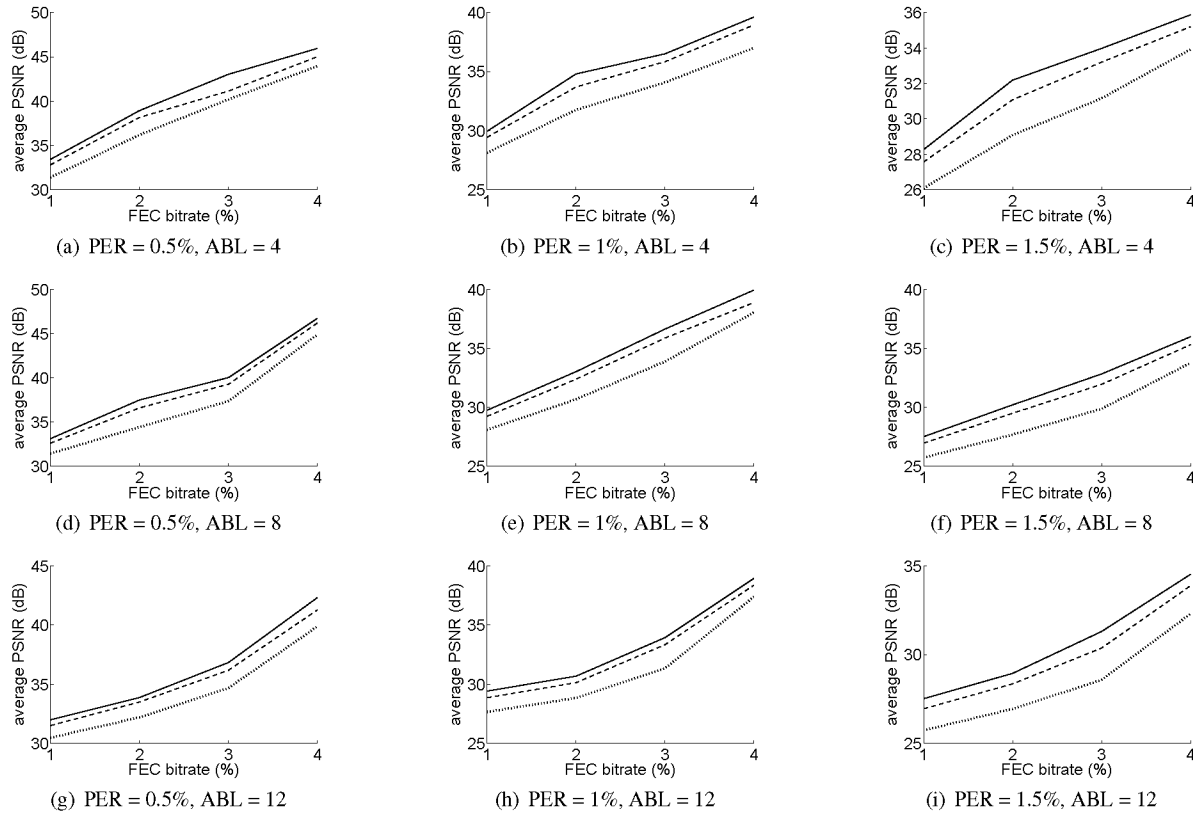 50
45
40
35
30
average PSNR (dB)
1 2 3 4
FEC bitrate (%)
(a) PER = 0.5%, ABL = 4
40
35
30
25
average PSNR (dB)
1 2 3 4
FEC bitrate (%)
(b) PER = 1%, ABL = 4
36
34
32
30
28
26
average PSNR (dB)
1 2 3 4
FEC bitrate (%)
(c) PER = 1.5%, ABL = 4
50
45
40
35
30
average PSNR (dB)
1 2 3 4
FEC bitrate (%)
(d) PER = 0.5%, ABL = 8
40
35
30
25
average PSNR (dB)
1 2 3 4
FEC bitrate (%)
(e) PER = 1%, ABL = 8
40
35
30
25
average PSNR (dB)
1 2 3 4
FEC bitrate (%)
(f) PER = 1.5%, ABL = 8
45
40
35
30
average PSNR (dB)
1 2 3 4
FEC bitrate (%)
(g) PER = 0.5%, ABL = 12
40
35
30
25
average PSNR (dB)
1 2 3 4
FEC bitrate (%)
(h) PER = 1%, ABL = 12
35
30
25
average PSNR (dB)
1 2 3 4
FEC bitrate (%)
(i) PER = 1.5%, ABL = 12